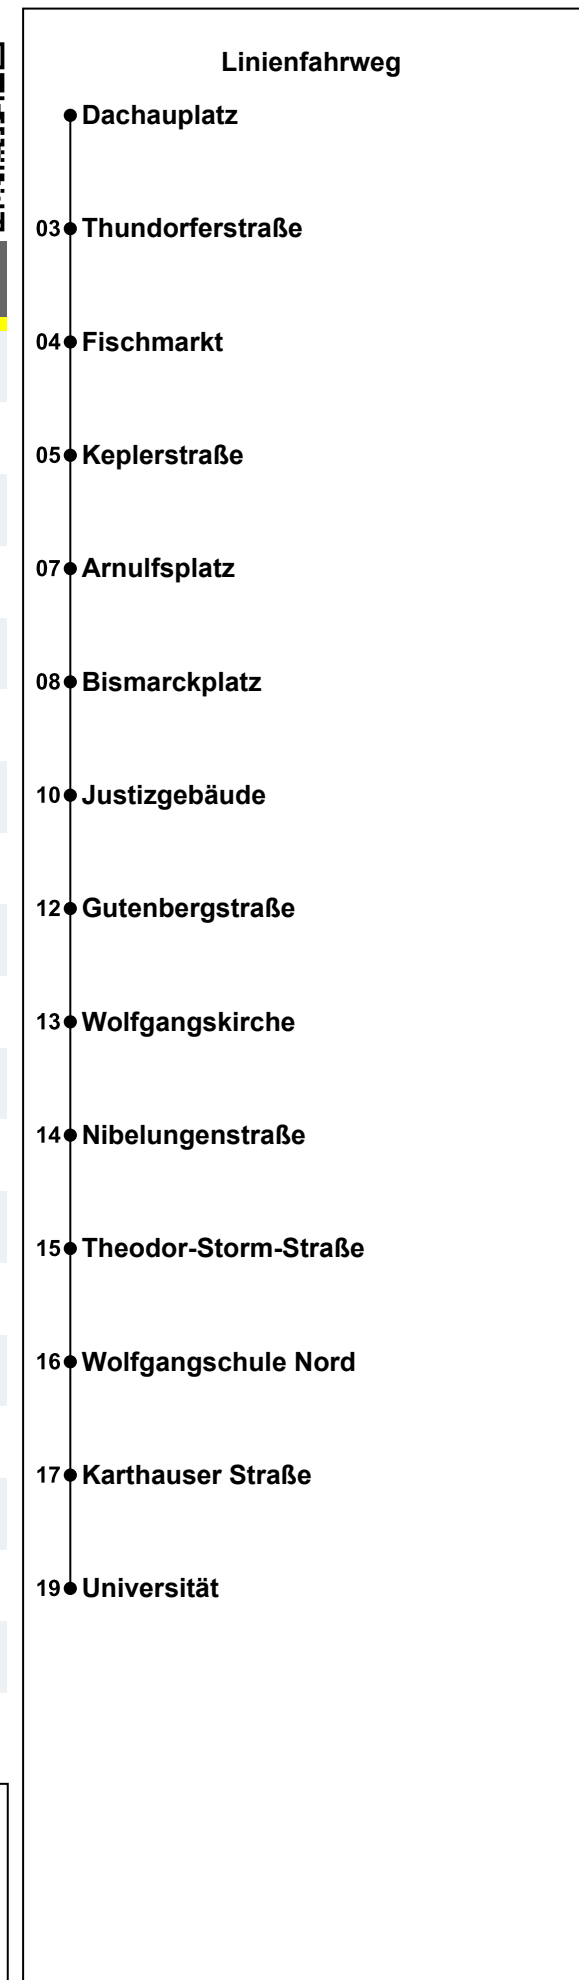 Linienfahrweg
Dachauplatz
03 Thundorferstraße
04 Fischmarkt
05 Keplerstraße
07 Arnulfsplatz
08 Bismarckplatz
10 Justizgebäude
12 Gutenbergstraße
13 Wolfgangskirche
14 Nibelungenstraße
15 Theodor-Storm-Straße
16 Wolfgangschule Nord
17 Karthauser Straße
19 Universität